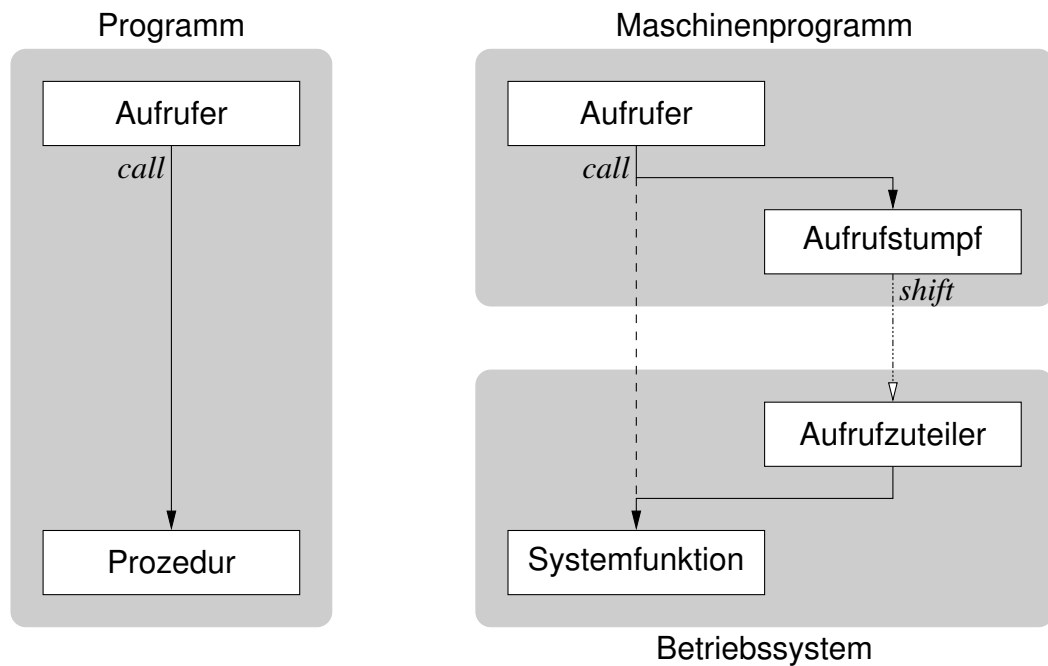 Programm
Aufrufer
call
Prozedur
Maschinenprogramm
Aufrufer
call
Aufrufstumpf
shift
Aufrufzuteiler
Systemfunktion
Betriebssystem